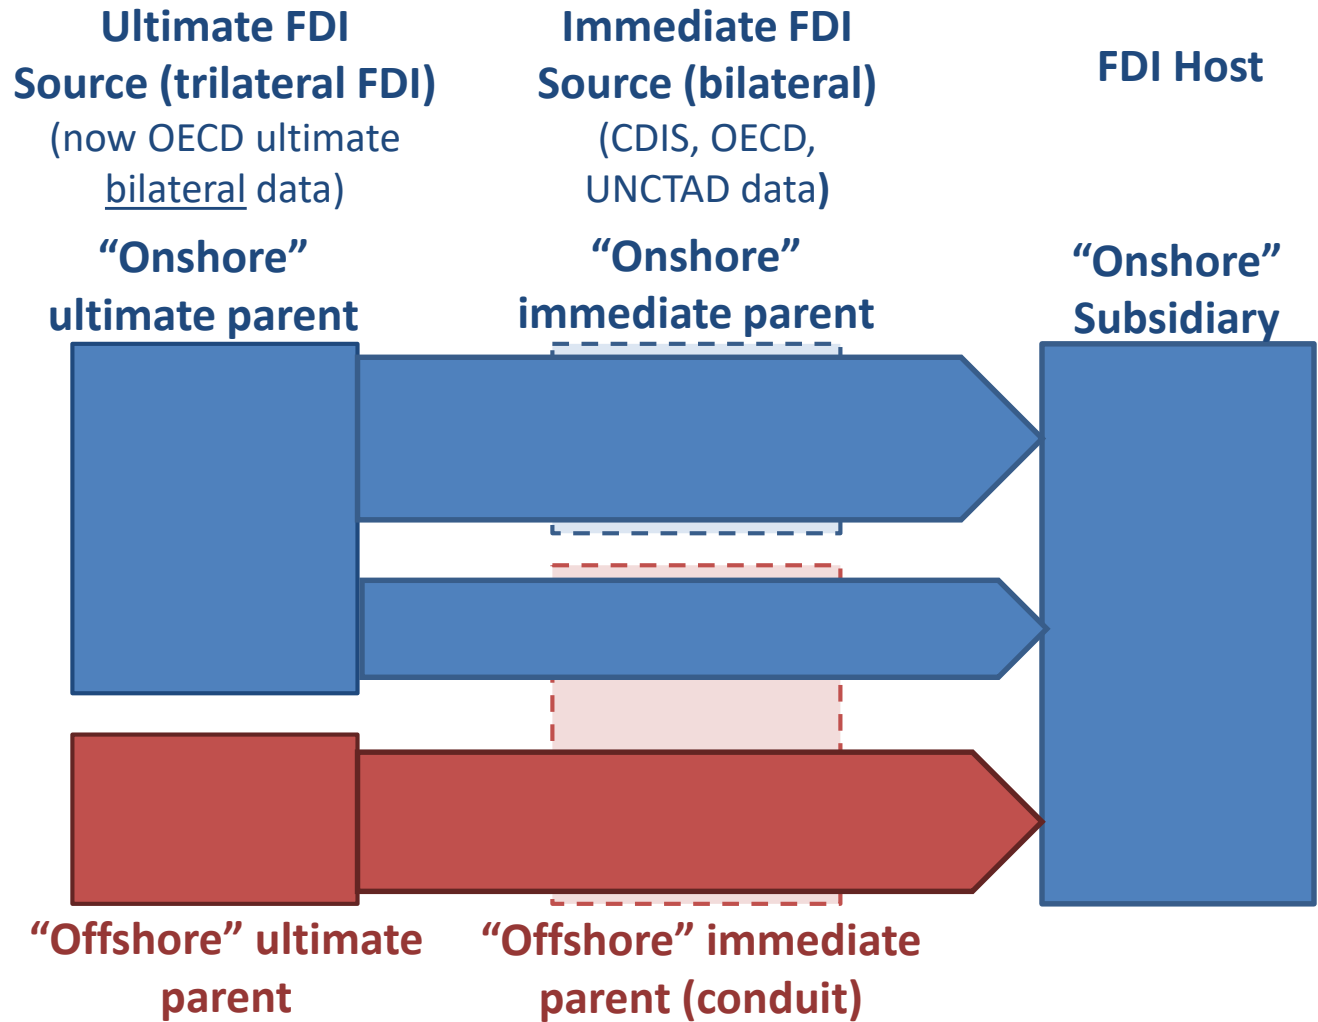 Ultimate FDI
Source (trilateral FDI)
(now OECD ultimate
bilateral data)
Immediate FDI
Source (bilateral)
(CDIS, OECD,
UNCTAD data)
FDI Host
“Onshore”
ultimate parent
“Onshore”
immediate parent
“Onshore”
Subsidiary
“Offshore” ultimate
parent
“Offshore” immediate
parent (conduit)